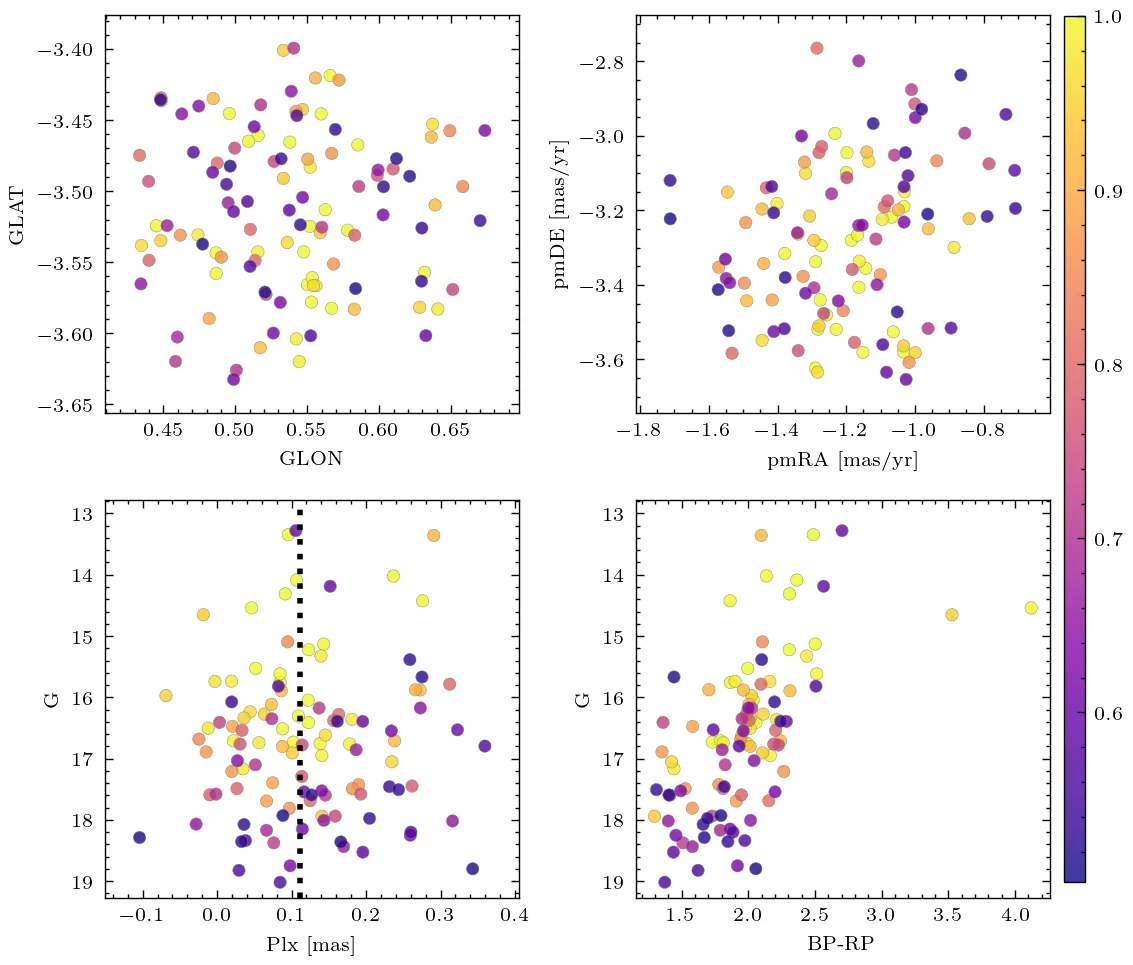 −3.40
−3.45
−3.50
−3.55
−3.60
−3.65
GLAT
0.45 0.50 0.55 0.60 0.65
GLON
−2.8
−3.0
−3.2
−3.4
−3.6
pmDE [mas/yr]
−1.8 −1.6 −1.4 −1.2 −1.0 −0.8
pmRA [mas/yr]
1.0
0.9
0.8
0.7
0.6
13
14
15
16
17
18
19
G
−0.1 0.0 0.1 0.2 0.3 0.4
Plx [mas]
13
14
15
16
17
18
19
G
1.5 2.0 2.5 3.0 3.5 4.0
BP-RP